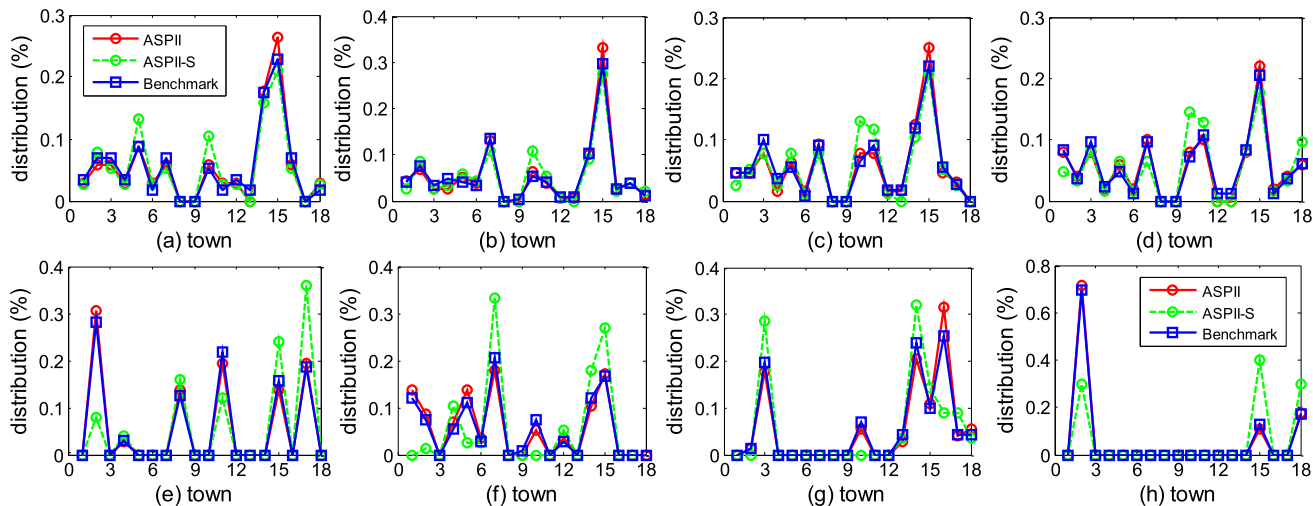 distribution (%)
0.3
0.2
0.1
0
0 3 6 9 12 15 18
(a) town
ASPII
ASPII-S
Benchmark
distribution (%)
0.4
0.3
0.2
0.1
0
0 3 6 9 12 15 18
(b) town
distribution (%)
0.3
0.2
0.1
0
0 3 6 9 12 15 18
(c) town
distribution (%)
0.3
0.2
0.1
0
0 3 6 9 12 15 18
(d) town
distribution (%)
0.4
0.3
0.2
0.1
0
0 3 6 9 12 15 18
(e) town
distribution (%)
0.4
0.3
0.2
0.1
0
0 3 6 9 12 15 18
(f) town
distribution (%)
0.4
0.3
0.2
0.1
0
0 3 6 9 12 15 18
(g) town
distribution (%)
0.8
0.6
0.4
0.2
0
0 3 6 9 12 15 18
(h) town
ASPII
ASPII-S
Benchmark